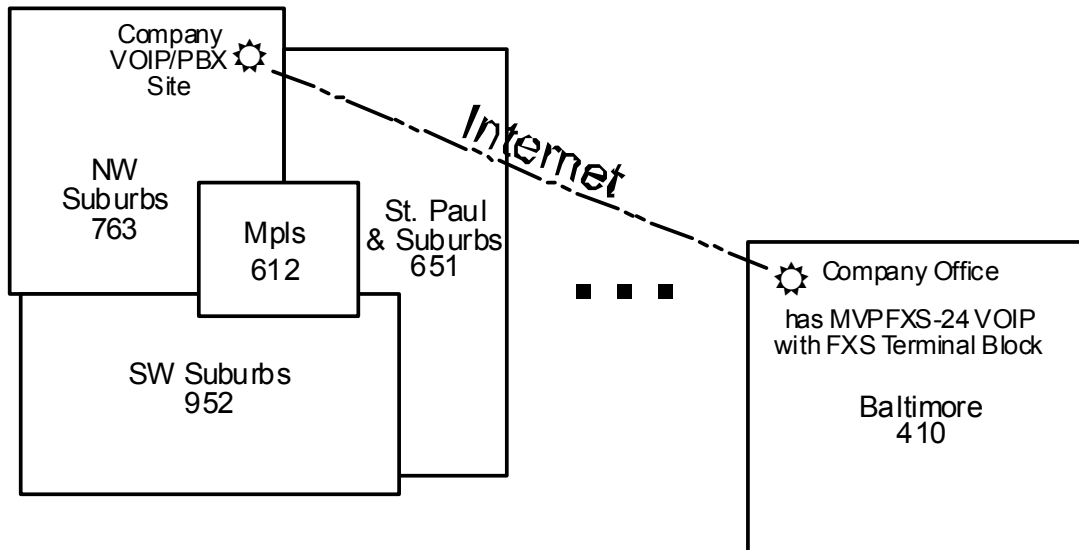 Company
VOIP/PBX
Site
NW
Suburbs
763
Mpls
612
St. Paul
& Suburbs
651
SW Suburbs
952
Internet
Company Office
has MVPFXS-24 VOIP
with FXS Terminal Block
Baltimore
410